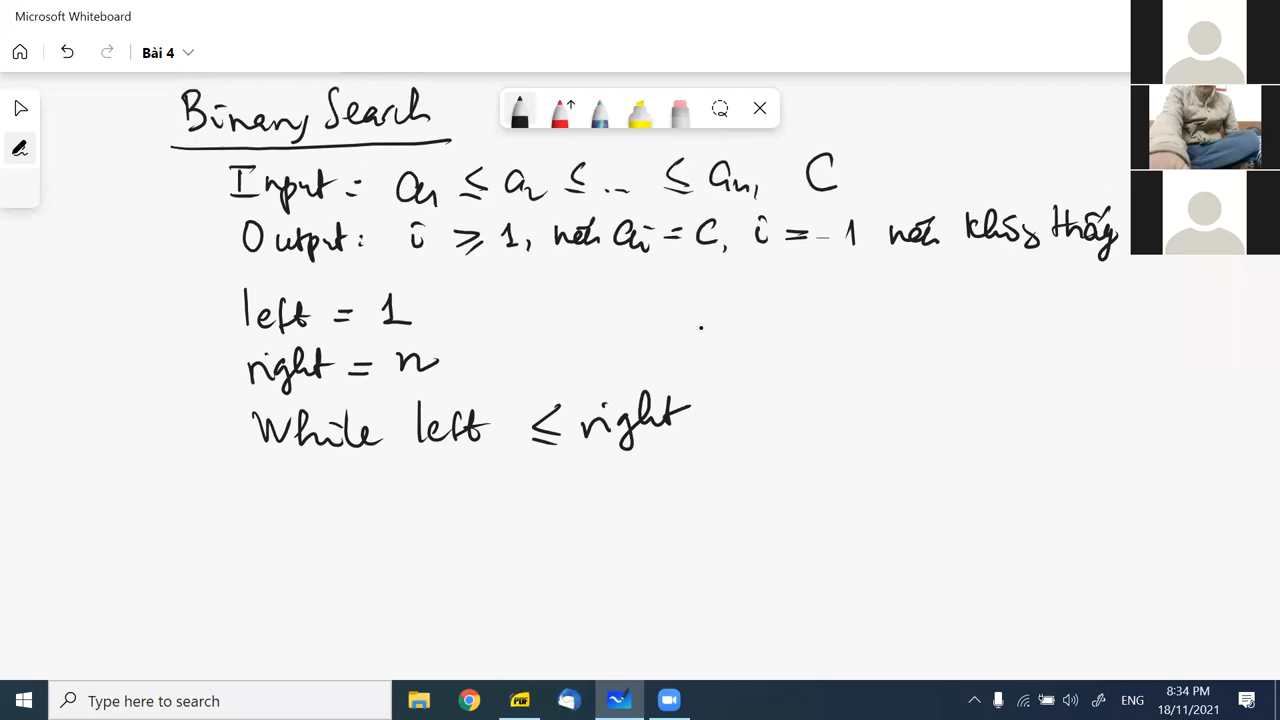 Microsoft Whiteboard
Bài 4
Binary Search
Input: a₁ ≤ a₂ ≤ ... ≤ aₙ, C
Output: i ≥ 1, nếu aᵢ = C, i = -1 nếu không thấy
left = 1
right = n
While left ≤ right
Type here to search
ENG
8:34 PM
18/11/2021
PDF